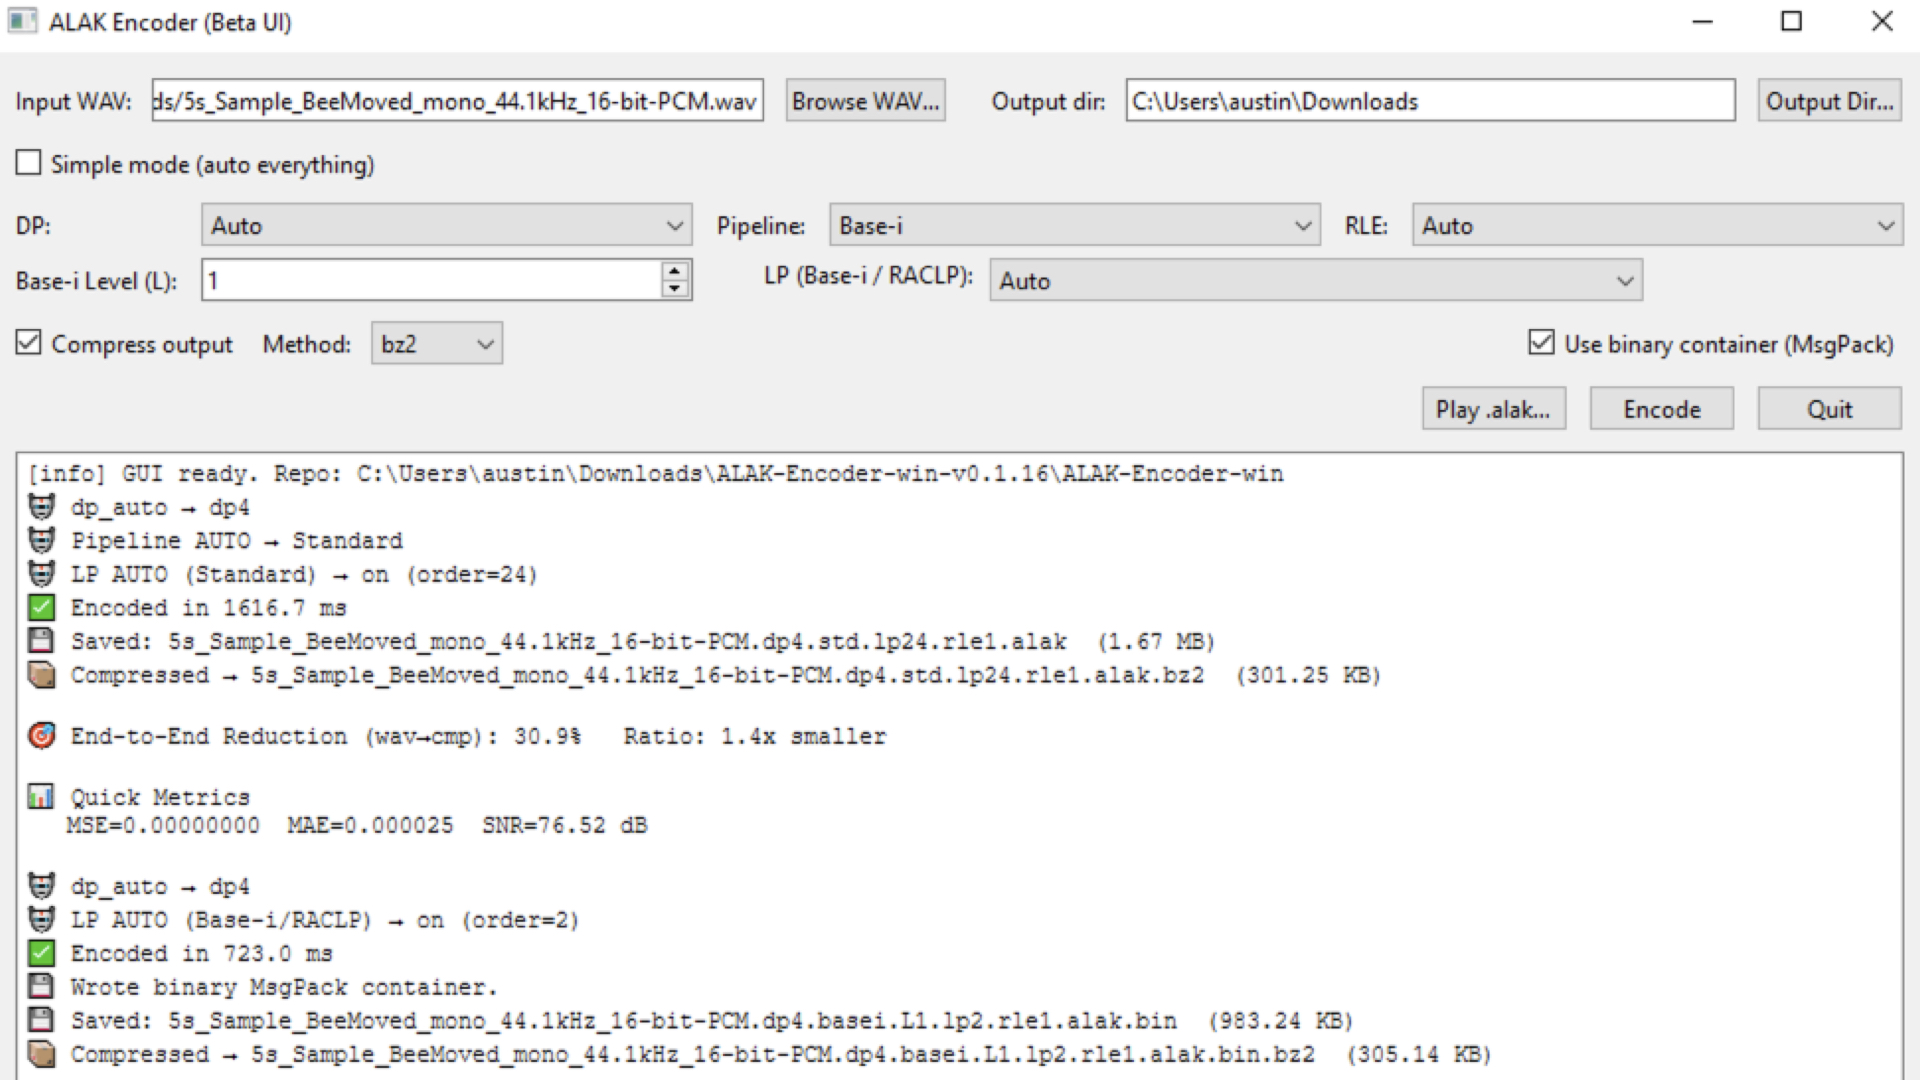 ALAK Encoder (Beta UI)
Input WAV: ds/5s_Sample_BeeMoved_mono_44.1kHz_16-bit-PCM.wav Browse WAV... Output dir: C:\Users\austin\Downloads Output Dir...
Simple mode (auto everything)
DP: Auto Pipeline: Base-i RLE: Auto
Base-i Level (L): 1 LP (Base-i / RACLP): Auto
Compress output Method: bz2 Use binary container (MsgPack)
Play .alak... Encode Quit
[info] GUI ready. Repo: C:\Users\austin\Downloads\ALAK-Encoder-win-v0.1.16\ALAK-Encoder-win
dp_auto → dp4
Pipeline AUTO → Standard
LP AUTO (Standard) → on (order=24)
Encoded in 1616.7 ms
Saved: 5s_Sample_BeeMoved_mono_44.1kHz_16-bit-PCM.dp4.std.lp24.rle1.alak (1.67 MB)
Compressed → 5s_Sample_BeeMoved_mono_44.1kHz_16-bit-PCM.dp4.std.lp24.rle1.alak.bz2 (301.25 KB)
End-to-End Reduction (wav→cmp): 30.9% Ratio: 1.4x smaller
Quick Metrics
MSE=0.00000000 MAE=0.000025 SNR=76.52 dB
dp_auto → dp4
LP AUTO (Base-i/RACLP) → on (order=2)
Encoded in 723.0 ms
Wrote binary MsgPack container.
Saved: 5s_Sample_BeeMoved_mono_44.1kHz_16-bit-PCM.dp4.basei.L1.lp2.rle1.alak.bin (983.24 KB)
Compressed → 5s_Sample_BeeMoved_mono_44.1kHz_16-bit-PCM.dp4.basei.L1.lp2.rle1.alak.bin.bz2 (305.14 KB)